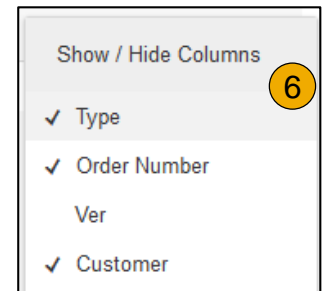 Show / Hide Columns
6
✓ Type
✓ Order Number
Ver
✓ Customer